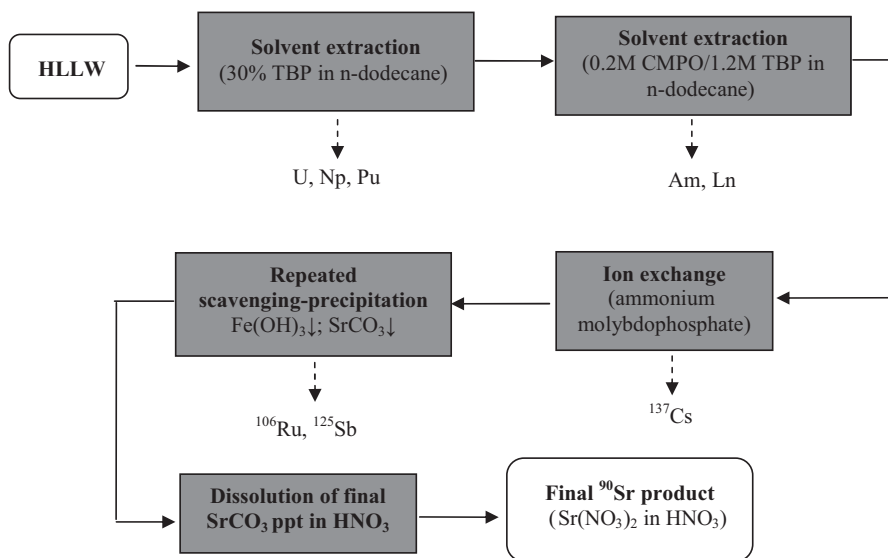 HLLW
Solvent extraction
(30% TBP in n-dodecane)
Solvent extraction
(0.2M CMPO/1.2M TBP in
n-dodecane)
U, Np, Pu
Am, Ln
Repeated
scavenging-precipitation
Fe(OH)₃↓; SrCO₃↓
Ion exchange
(ammonium
molybdophosphate)
¹⁰⁶Ru, ¹²⁵Sb
¹³⁷Cs
Dissolution of final
SrCO₃ ppt in HNO₃
Final ⁹⁰Sr product
(Sr(NO₃)₂ in HNO₃)